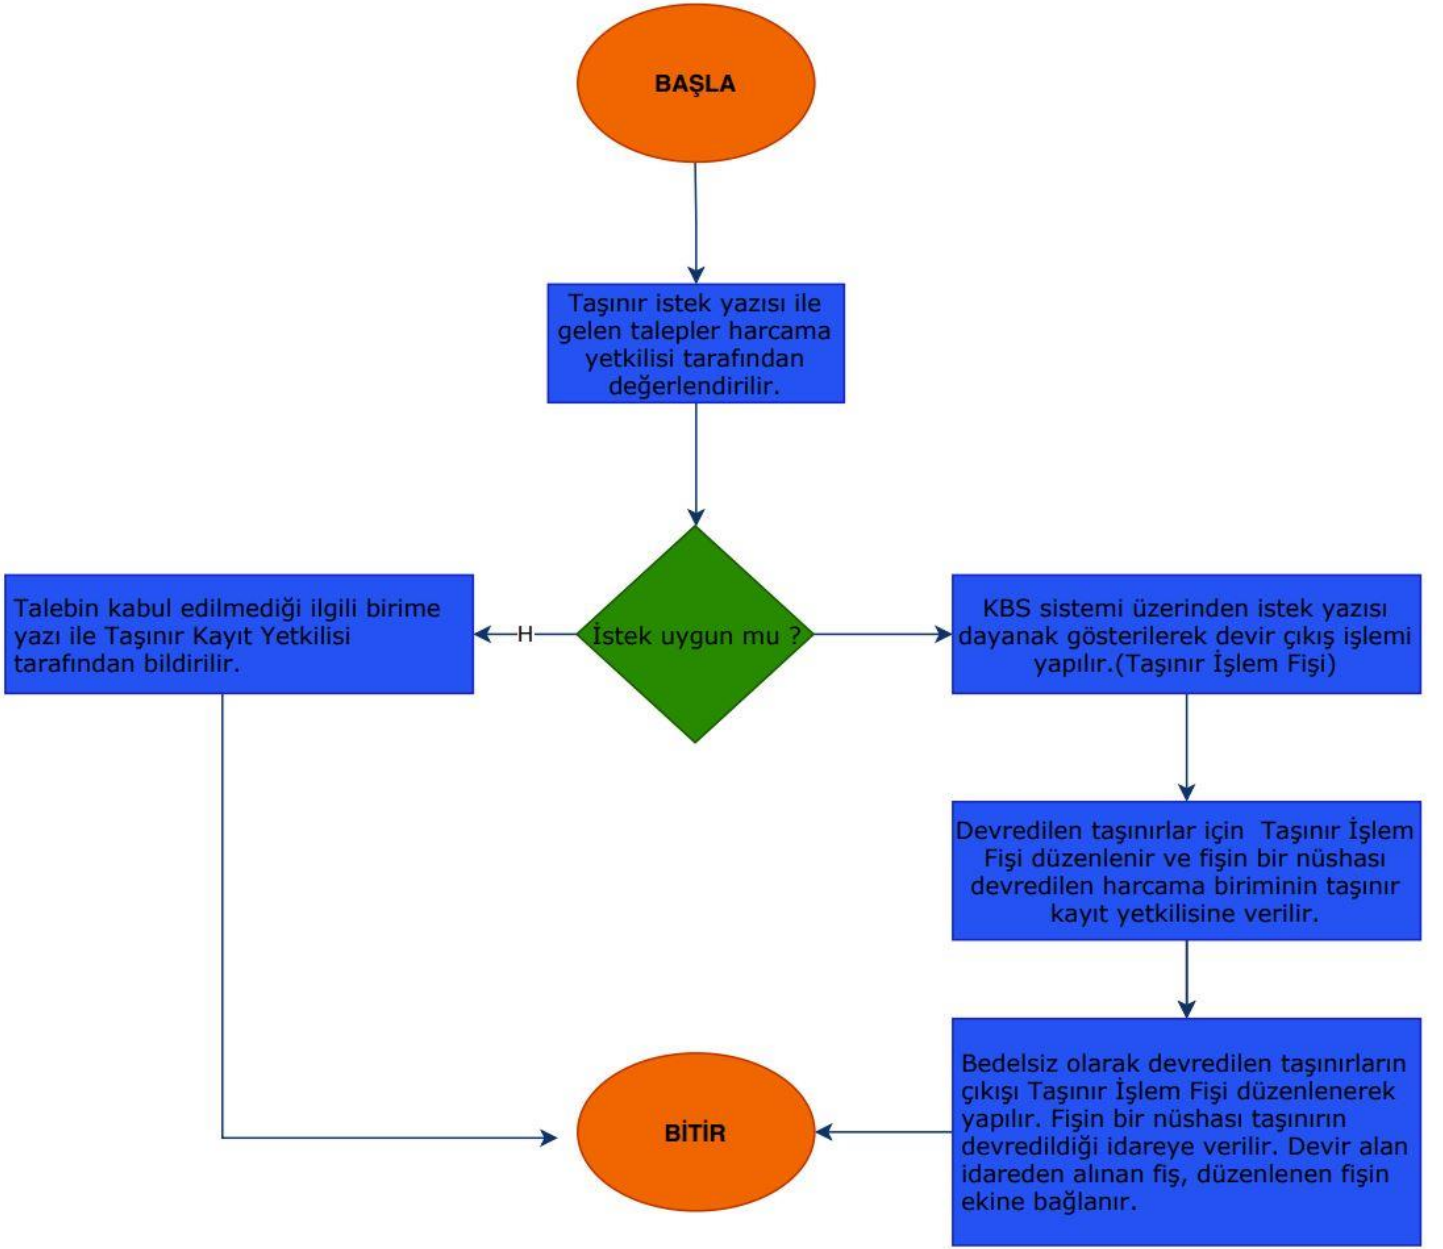 BAŞLA
Taşınır istek yazısı ile
gelen talepler harcama
yetkilisi tarafından
değerlendirilir.
İstek uygun mu ?
H
Talebin kabul edilmediği ilgili birime
yazı ile Taşınır Kayıt Yetkilisi
tarafından bildirilir.
KBS sistemi üzerinden istek yazısı
dayanak gösterilerek devir çıkış işlemi
yapılır.(Taşınır İşlem Fişi)
Devredilen taşınırlar için  Taşınır İşlem
Fişi düzenlenir ve fişin bir nüshası
devredilen harcama biriminin taşınır
kayıt yetkilisine verilir.
Bedelsiz olarak devredilen taşınırların
çıkışı Taşınır İşlem Fişi düzenlenerek
yapılır. Fişin bir nüshası taşınırın
devredildiği idareye verilir. Devir alan
idareden alınan fiş, düzenlenen fişin
ekine bağlanır.
BİTİR